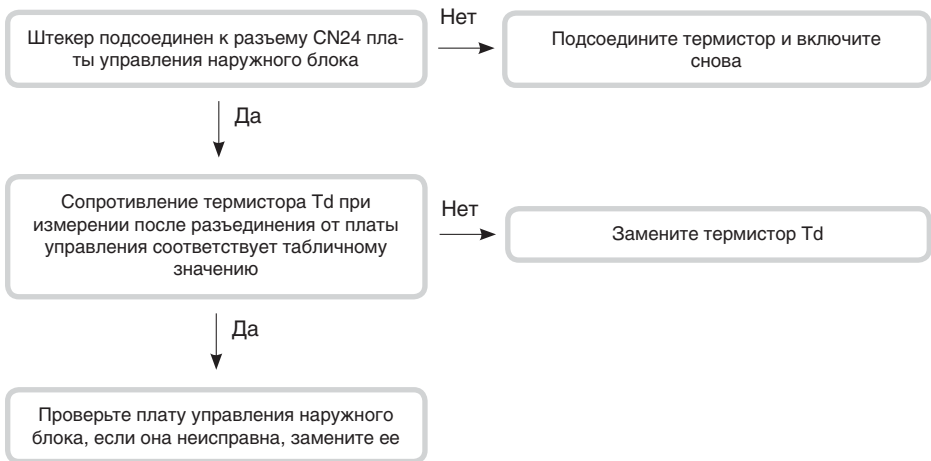 Штекер подсоединен к разъему CN24 пла-
ты управления наружного блока
Нет
Подсоедините термистор и включите
снова
Да
Сопротивление термистора Td при
измерении после разъединения от платы
управления соответствует табличному
значению
Нет
Замените термистор Td
Да
Проверьте плату управления наружного
блока, если она неисправна, замените ее